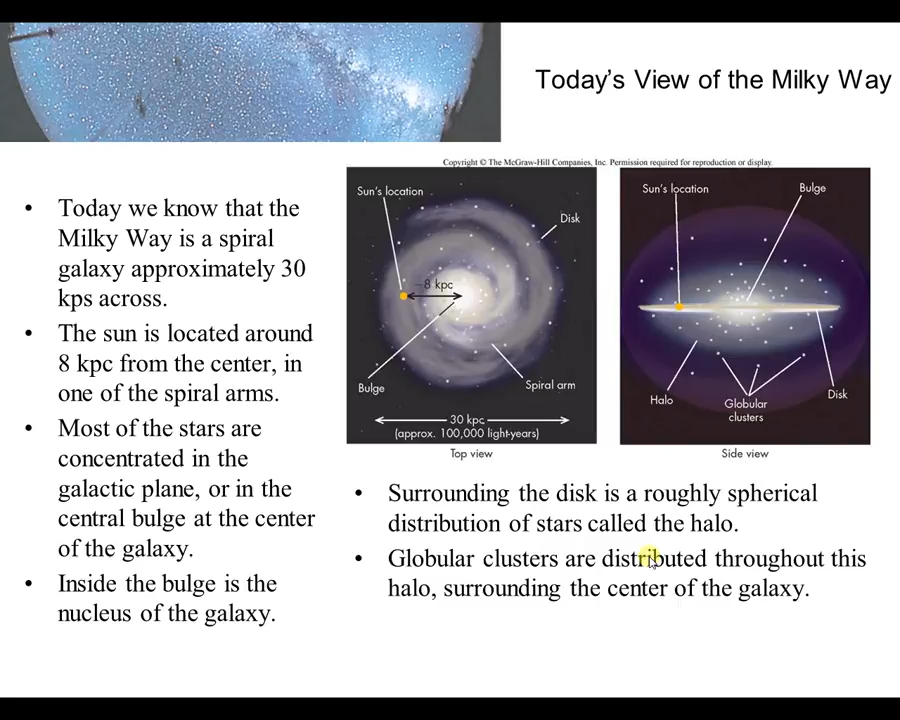 Today's View of the Milky Way
Copyright © The McGraw-Hill Companies, Inc. Permission required for reproduction or display.
• Today we know that the
Milky Way is a spiral
galaxy approximately 30
kps across.
• The sun is located around
8 kpc from the center, in
one of the spiral arms.
• Most of the stars are
concentrated in the
galactic plane, or in the
central bulge at the center
of the galaxy.
• Inside the bulge is the
nucleus of the galaxy.
Sun's location
Disk
~8 kpc
Bulge
Spiral arm
30 kpc
(approx. 100,000 light-years)
Top view
Sun's location
Bulge
Halo
Globular
clusters
Disk
Side view
• Surrounding the disk is a roughly spherical
distribution of stars called the halo.
• Globular clusters are distributed throughout this
halo, surrounding the center of the galaxy.